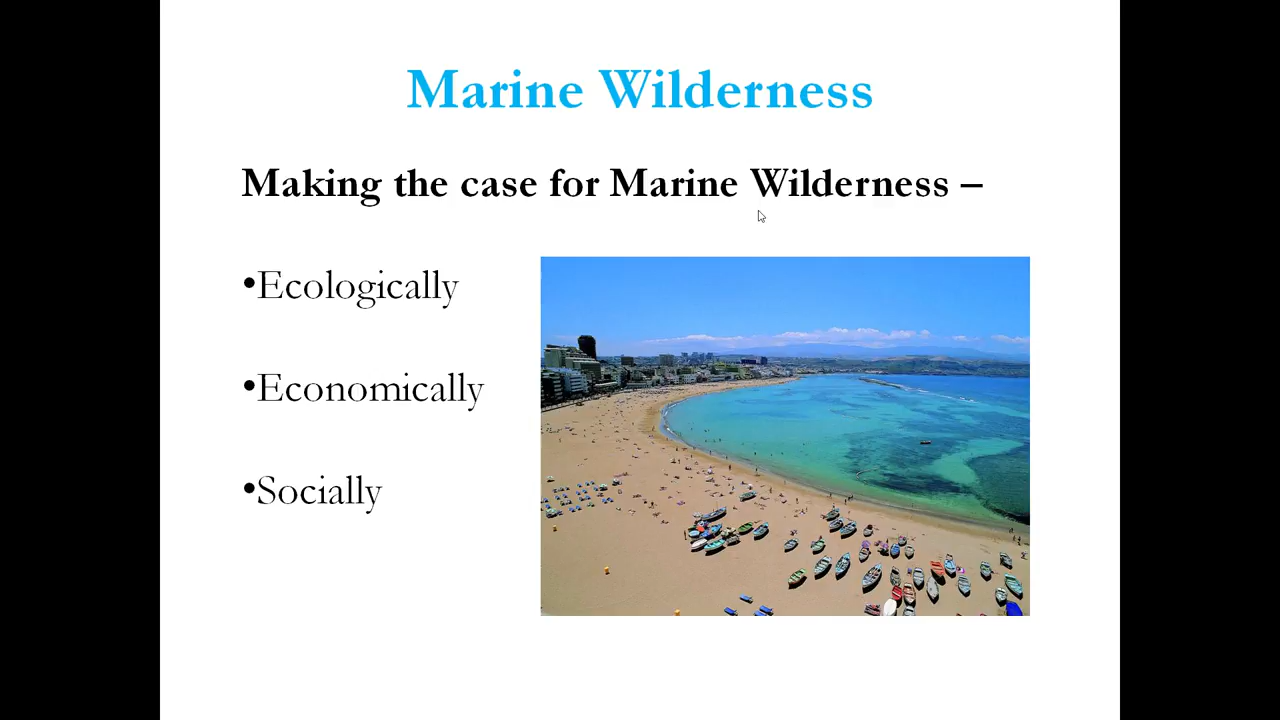 Marine Wilderness
Making the case for Marine Wilderness –
•Ecologically
•Economically
•Socially